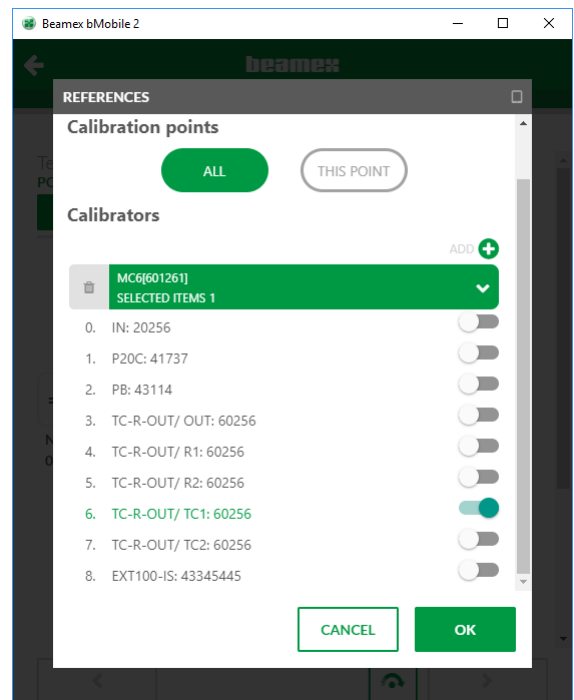 Beamex bMobile 2
beamex
REFERENCES
Calibration points
ALL
THIS POINT
Calibrators
ADD
MC6[601261]
SELECTED ITEMS 1
0. IN: 20256
1. P20C: 41737
2. PB: 43114
3. TC-R-OUT/ OUT: 60256
4. TC-R-OUT/ R1: 60256
5. TC-R-OUT/ R2: 60256
6. TC-R-OUT/ TC1: 60256
7. TC-R-OUT/ TC2: 60256
8. EXT100-IS: 43345445
CANCEL
OK